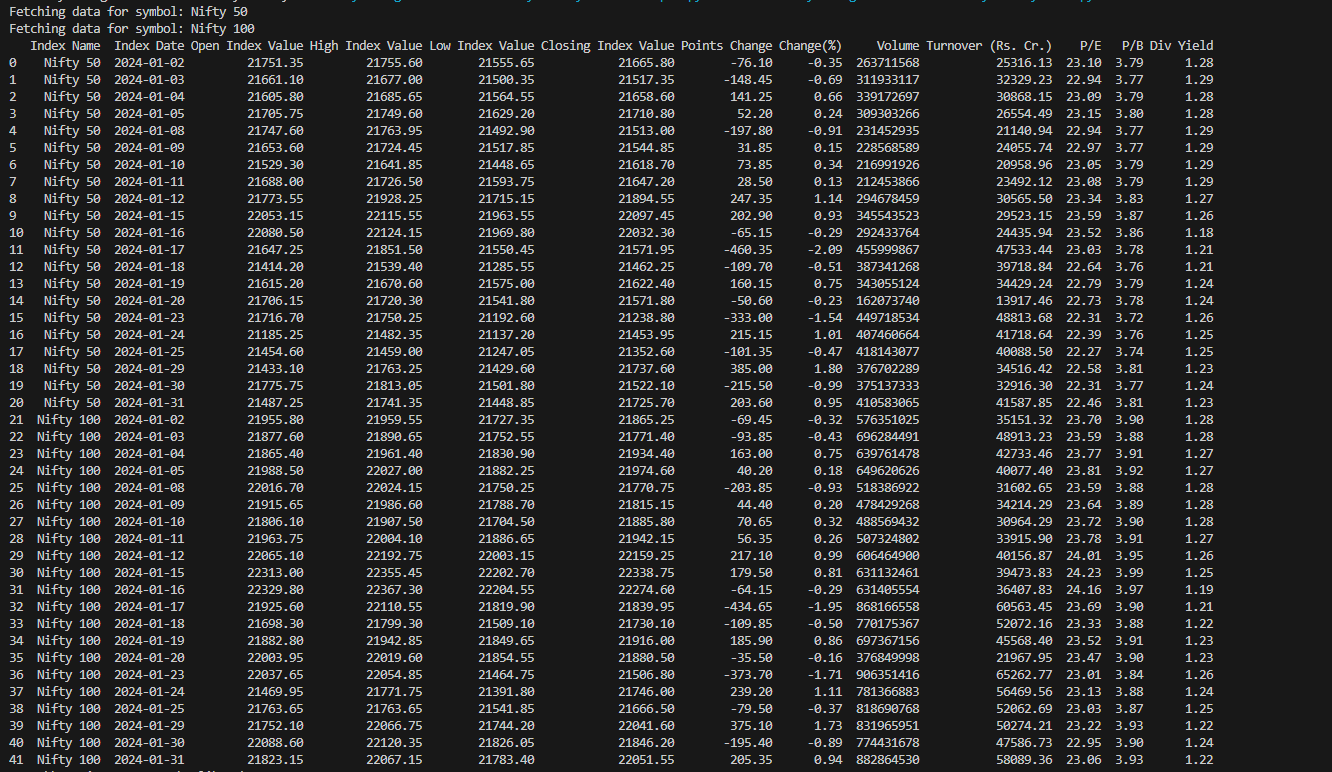 Fetching data for symbol: Nifty 50
Fetching data for symbol: Nifty 100
Index Name Index Date Open Index Value High Index Value Low Index Value Closing Index Value Points Change Change(%) Volume Turnover (Rs. Cr.) P/E P/B Div Yield
0 Nifty 50 2024-01-02 21751.35 21755.60 21555.65 21665.80 -76.10 -0.35 263711568 25316.13 23.10 3.79 1.28
1 Nifty 50 2024-01-03 21661.10 21677.00 21500.35 21517.35 -148.45 -0.69 311933117 32329.23 22.94 3.77 1.29
2 Nifty 50 2024-01-04 21605.80 21685.65 21564.55 21658.60 141.25 0.66 339172697 30868.15 23.09 3.79 1.28
3 Nifty 50 2024-01-05 21705.75 21749.60 21629.20 21710.80 52.20 0.24 309303266 26554.49 23.15 3.80 1.28
4 Nifty 50 2024-01-08 21747.60 21763.95 21492.90 21513.00 -197.80 -0.91 231452935 21140.94 22.94 3.77 1.29
5 Nifty 50 2024-01-09 21653.60 21724.45 21517.85 21544.85 31.85 0.15 228568589 24055.74 22.97 3.77 1.29
6 Nifty 50 2024-01-10 21529.30 21641.85 21448.65 21618.70 73.85 0.34 216991926 20958.96 23.05 3.79 1.29
7 Nifty 50 2024-01-11 21688.00 21726.50 21593.75 21647.20 28.50 0.13 212453866 23492.12 23.08 3.79 1.29
8 Nifty 50 2024-01-12 21773.55 21928.25 21715.15 21894.55 247.35 1.14 294678459 30565.50 23.34 3.83 1.27
9 Nifty 50 2024-01-15 22053.15 22115.55 21963.55 22097.45 202.90 0.93 345543523 29523.15 23.59 3.87 1.26
10 Nifty 50 2024-01-16 22080.50 22124.15 21969.80 22032.30 -65.15 -0.29 292433764 24435.94 23.52 3.86 1.18
11 Nifty 50 2024-01-17 21647.25 21851.50 21550.45 21571.95 -460.35 -2.09 455999867 47533.44 23.03 3.78 1.21
12 Nifty 50 2024-01-18 21414.20 21539.40 21285.55 21462.25 -109.70 -0.51 387341268 39718.84 22.64 3.76 1.21
13 Nifty 50 2024-01-19 21615.20 21670.60 21575.00 21622.40 160.15 0.75 343055124 34429.24 22.79 3.79 1.24
14 Nifty 50 2024-01-20 21706.15 21720.30 21541.80 21571.80 -50.60 -0.23 162073740 13917.46 22.73 3.78 1.24
15 Nifty 50 2024-01-23 21716.70 21750.25 21192.60 21238.80 -333.00 -1.54 449718534 48813.68 22.31 3.72 1.26
16 Nifty 50 2024-01-24 21185.25 21482.35 21137.20 21453.95 215.15 1.01 407460664 41718.64 22.39 3.76 1.25
17 Nifty 50 2024-01-25 21454.60 21459.00 21247.05 21352.60 -101.35 -0.47 418143077 40088.50 22.27 3.74 1.25
18 Nifty 50 2024-01-29 21433.10 21763.25 21429.60 21737.60 385.00 1.80 376702289 34516.42 22.58 3.81 1.23
19 Nifty 50 2024-01-30 21775.75 21813.05 21501.80 21522.10 -215.50 -0.99 375137333 32916.30 22.31 3.77 1.24
20 Nifty 50 2024-01-31 21487.25 21741.35 21448.85 21725.70 203.60 0.95 410583065 41587.85 22.46 3.81 1.23
21 Nifty 100 2024-01-02 21955.80 21959.55 21727.35 21865.25 -69.45 -0.32 576351025 35151.32 23.70 3.90 1.28
22 Nifty 100 2024-01-03 21877.60 21890.65 21752.55 21771.40 -93.85 -0.43 696284491 48913.23 23.59 3.88 1.28
23 Nifty 100 2024-01-04 21865.40 21961.40 21830.90 21934.40 163.00 0.75 639761478 42733.46 23.77 3.91 1.27
24 Nifty 100 2024-01-05 21988.50 22027.00 21882.25 21974.60 40.20 0.18 649620626 40077.40 23.81 3.92 1.27
25 Nifty 100 2024-01-08 22016.70 22024.15 21750.25 21770.75 -203.85 -0.93 518386922 31602.65 23.59 3.88 1.28
26 Nifty 100 2024-01-09 21915.65 21986.60 21788.70 21815.15 44.40 0.20 478429268 34214.29 23.64 3.89 1.28
27 Nifty 100 2024-01-10 21806.10 21907.50 21704.50 21885.80 70.65 0.32 488569432 30964.29 23.72 3.90 1.28
28 Nifty 100 2024-01-11 21963.75 22004.10 21886.65 21942.15 56.35 0.26 507324802 33915.90 23.78 3.91 1.27
29 Nifty 100 2024-01-12 22065.10 22192.75 22003.15 22159.25 217.10 0.99 606464900 40156.87 24.01 3.95 1.26
30 Nifty 100 2024-01-15 22313.00 22355.45 22202.70 22338.75 179.50 0.81 631132461 39473.83 24.23 3.99 1.25
31 Nifty 100 2024-01-16 22329.80 22367.30 22204.55 22274.60 -64.15 -0.29 631405554 36407.83 24.16 3.97 1.19
32 Nifty 100 2024-01-17 21925.60 22110.55 21819.90 21839.95 -434.65 -1.95 868166558 60563.45 23.69 3.90 1.21
33 Nifty 100 2024-01-18 21698.30 21799.30 21509.10 21730.10 -109.85 -0.50 770175367 52072.16 23.33 3.88 1.22
34 Nifty 100 2024-01-19 21882.80 21942.85 21849.65 21916.00 185.90 0.86 697367156 45568.40 23.52 3.91 1.23
35 Nifty 100 2024-01-20 22003.95 22019.60 21854.55 21880.50 -35.50 -0.16 376849998 21967.95 23.47 3.90 1.23
36 Nifty 100 2024-01-23 22037.65 22054.85 21464.75 21506.80 -373.70 -1.71 906351416 65262.77 23.01 3.84 1.26
37 Nifty 100 2024-01-24 21469.95 21771.75 21391.80 21746.00 239.20 1.11 781366883 56469.56 23.13 3.88 1.24
38 Nifty 100 2024-01-25 21763.65 21763.65 21541.85 21666.50 -79.50 -0.37 818690768 52062.69 23.03 3.87 1.25
39 Nifty 100 2024-01-29 21752.10 22066.75 21744.20 22041.60 375.10 1.73 831965951 50274.21 23.22 3.93 1.22
40 Nifty 100 2024-01-30 22088.60 22120.35 21826.05 21846.20 -195.40 -0.89 774431678 47586.73 22.95 3.90 1.24
41 Nifty 100 2024-01-31 21823.15 22067.15 21783.40 22051.55 205.35 0.94 882864530 58089.36 23.06 3.93 1.22